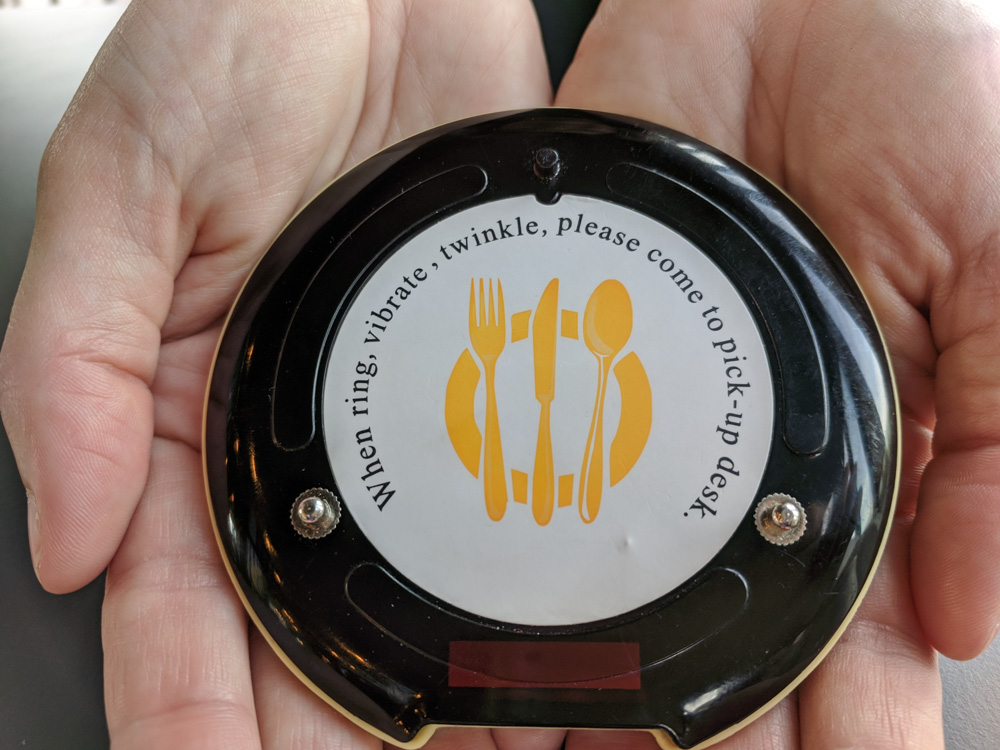 When ring, vibrate, twinkle, please come to pick-up desk.